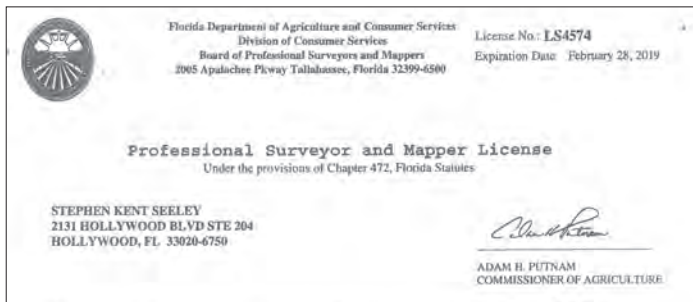 Florida Department of Agriculture and Consumer Services
Division of Consumer Services
Board of Professional Surveyors and Mappers
2005 Apalachee Pkway Tallahassee, Florida 32399-6500
License No.: LS4574
Expiration Date February 28, 2019
Professional Surveyor and Mapper License
Under the provisions of Chapter 472, Florida Statutes
STEPHEN KENT SEELEY
2131 HOLLYWOOD BLVD STE 204
HOLLYWOOD, FL 33020-6750
ADAM H. PUTNAM
COMMISSIONER OF AGRICULTURE